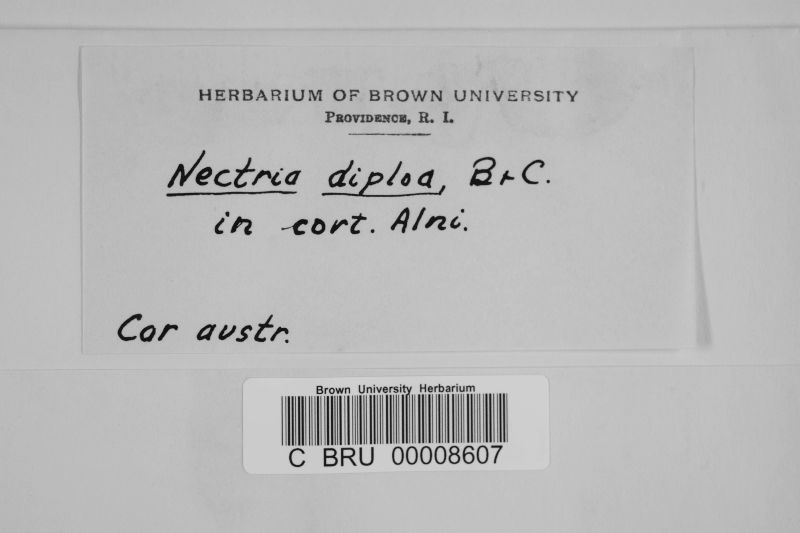 HERBARIUM OF BROWN UNIVERSITY
PROVIDENCE, R. I.
Nectria diploa, B+C.
in cort. Alni.
Car austr.
Brown University Herbarium
C BRU 00008607